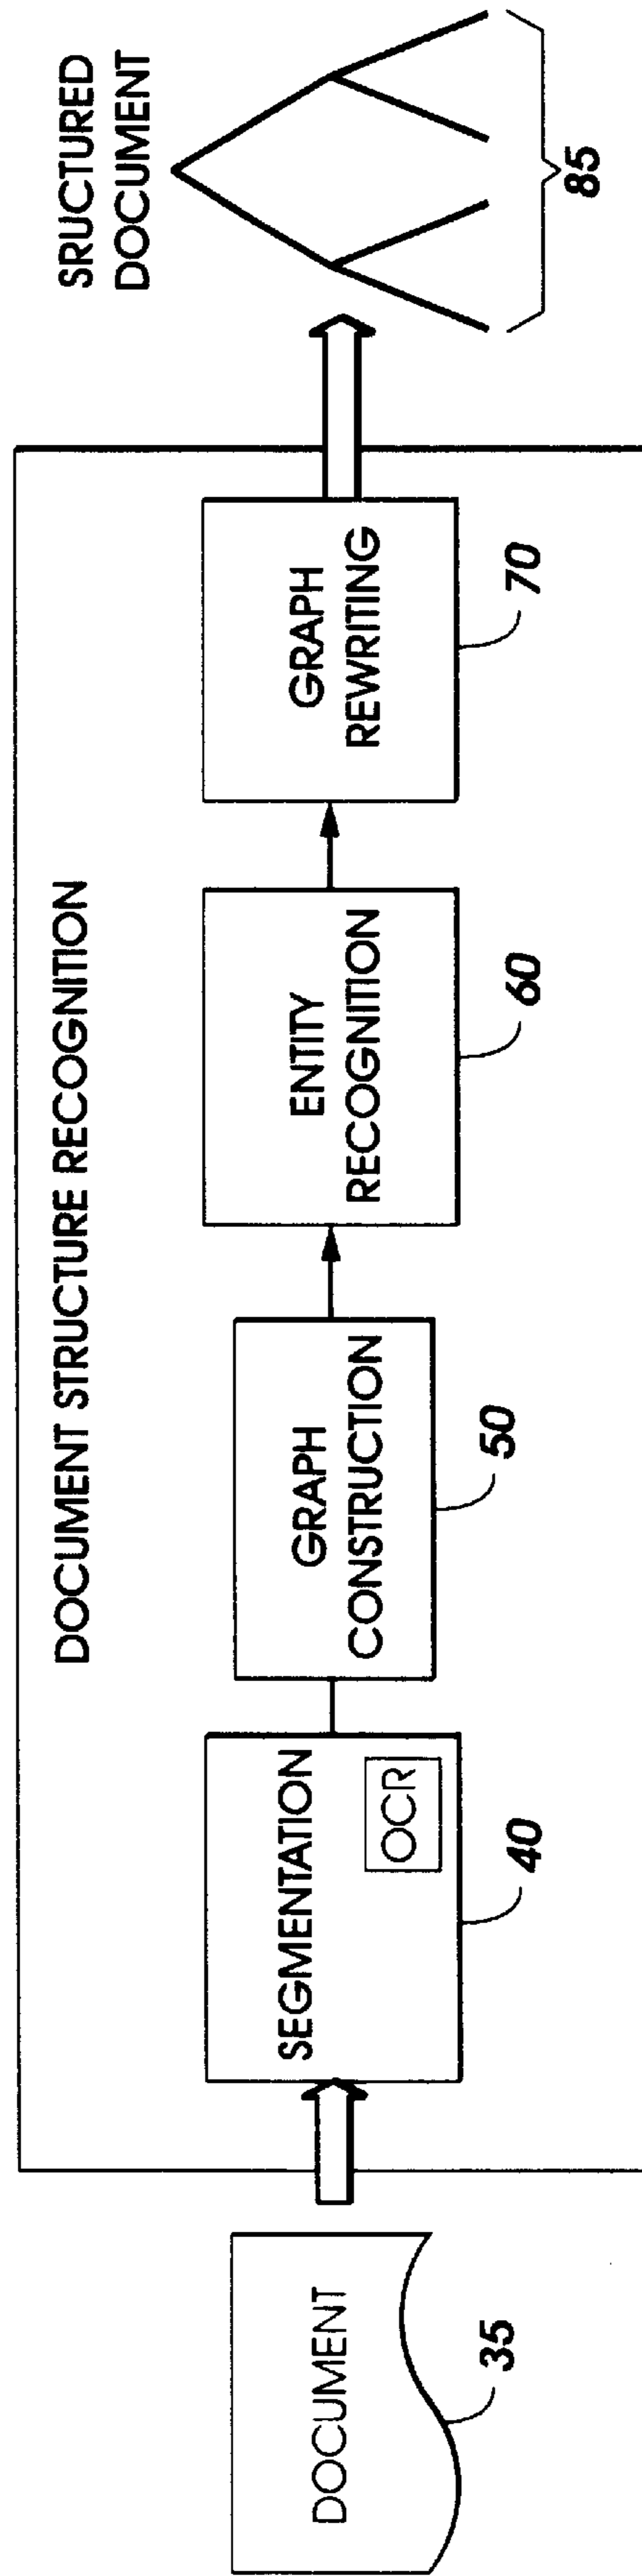 DOCUMENT STRUCTURE RECOGNITION
DOCUMENT
35
SEGMENTATION
OCR
40
GRAPH
CONSTRUCTION
50
ENTITY
RECOGNITION
60
GRAPH
REWRITING
70
SRUCTURED
DOCUMENT
85